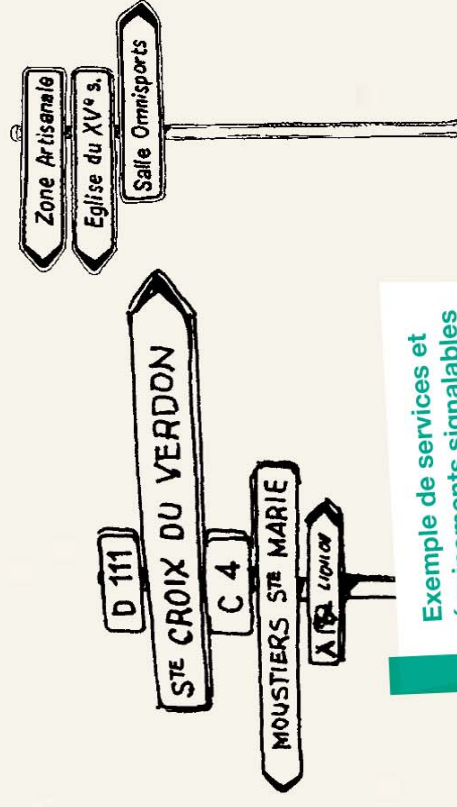 D 111
STE CROIX DU VERDON
C 4
MOUSTIERS STE MARIE
Zone Artisanale
Eglise du XVe s.
Salle Omnisports
Exemple de services et
signalables